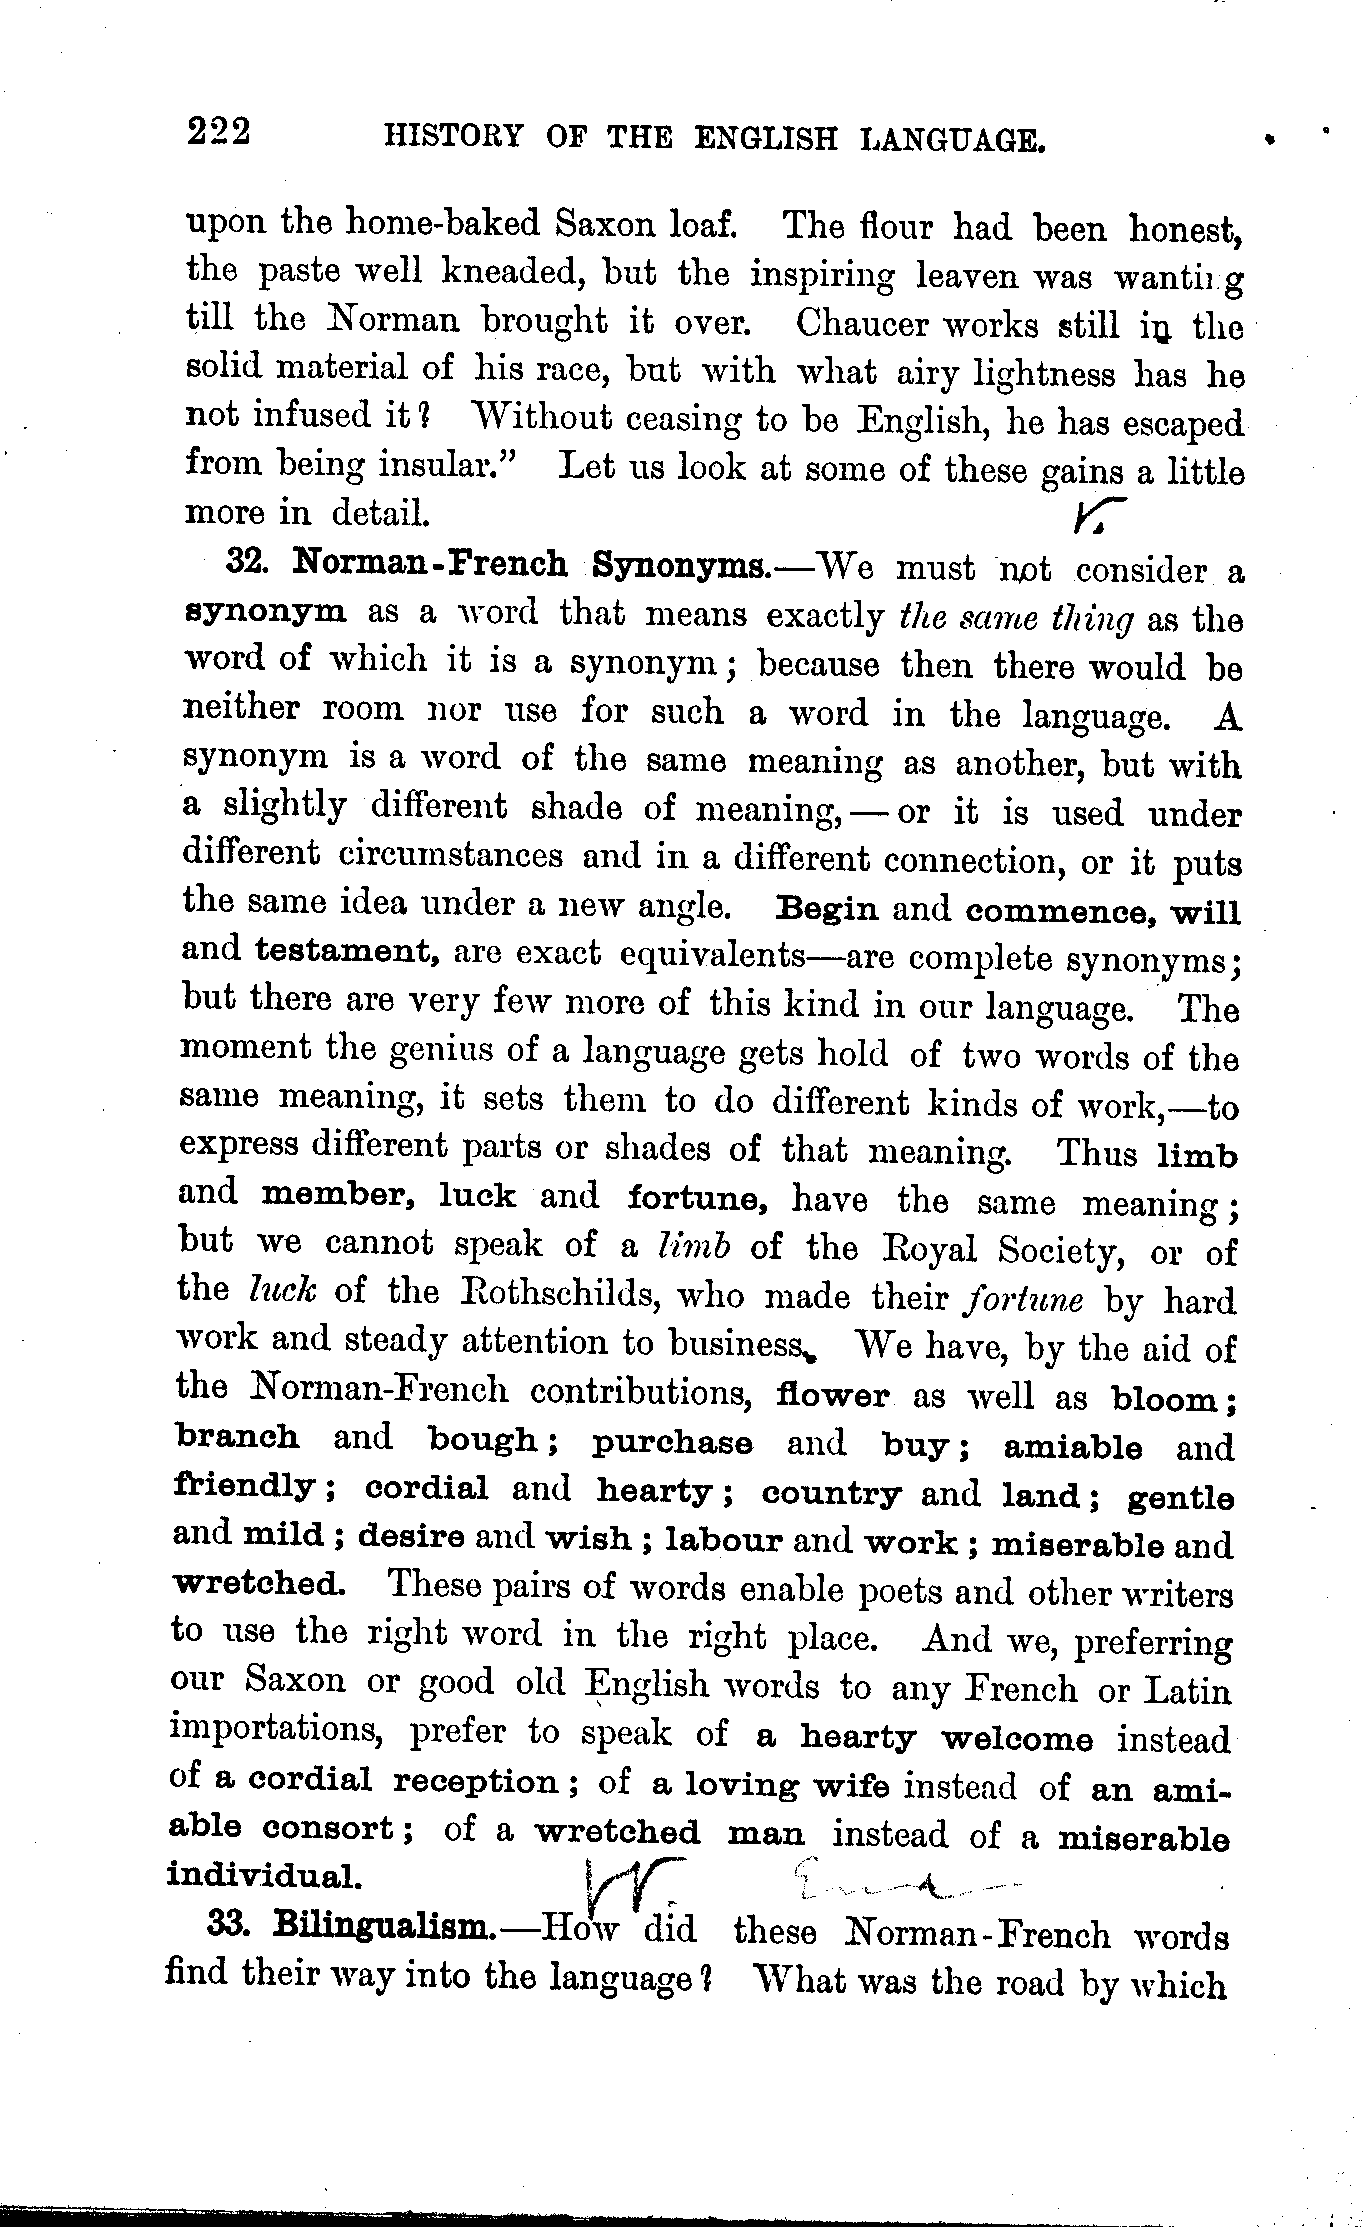 222 HISTORY OF THE ENGLISH LANGUAGE.
upon the home-baked Saxon loaf. The flour had been honest,
the paste well kneaded, but the inspiring leaven was wanting
till the Norman brought it over. Chaucer works still in the
solid material of his race, but with what airy lightness has he
not infused it? Without ceasing to be English, he has escaped
from being insular.” Let us look at some of these gains a little
more in detail.
32. Norman-French Synonyms.—We must not consider a
synonym as a word that means exactly the same thing as the
word of which it is a synonym; because then there would be
neither room nor use for such a word in the language. A
synonym is a word of the same meaning as another, but with
a slightly different shade of meaning,—or it is used under
different circumstances and in a different connection, or it puts
the same idea under a new angle. Begin and commence, will
and testament, are exact equivalents—are complete synonyms;
but there are very few more of this kind in our language. The
moment the genius of a language gets hold of two words of the
same meaning, it sets them to do different kinds of work,—to
express different parts or shades of that meaning. Thus limb
and member, luck and fortune, have the same meaning;
but we cannot speak of a limb of the Royal Society, or of
the luck of the Rothschilds, who made their fortune by hard
work and steady attention to business. We have, by the aid of
the Norman-French contributions, flower as well as bloom;
branch and bough; purchase and buy; amiable and
friendly; cordial and hearty; country and land; gentle
and mild; desire and wish; labour and work; miserable and
wretched. These pairs of words enable poets and other writers
to use the right word in the right place. And we, preferring
our Saxon or good old English words to any French or Latin
importations, prefer to speak of a hearty welcome instead
of a cordial reception; of a loving wife instead of an ami-
able consort; of a wretched man instead of a miserable
individual.
33. Bilingualism.—How did these Norman-French words
find their way into the language? What was the road by which